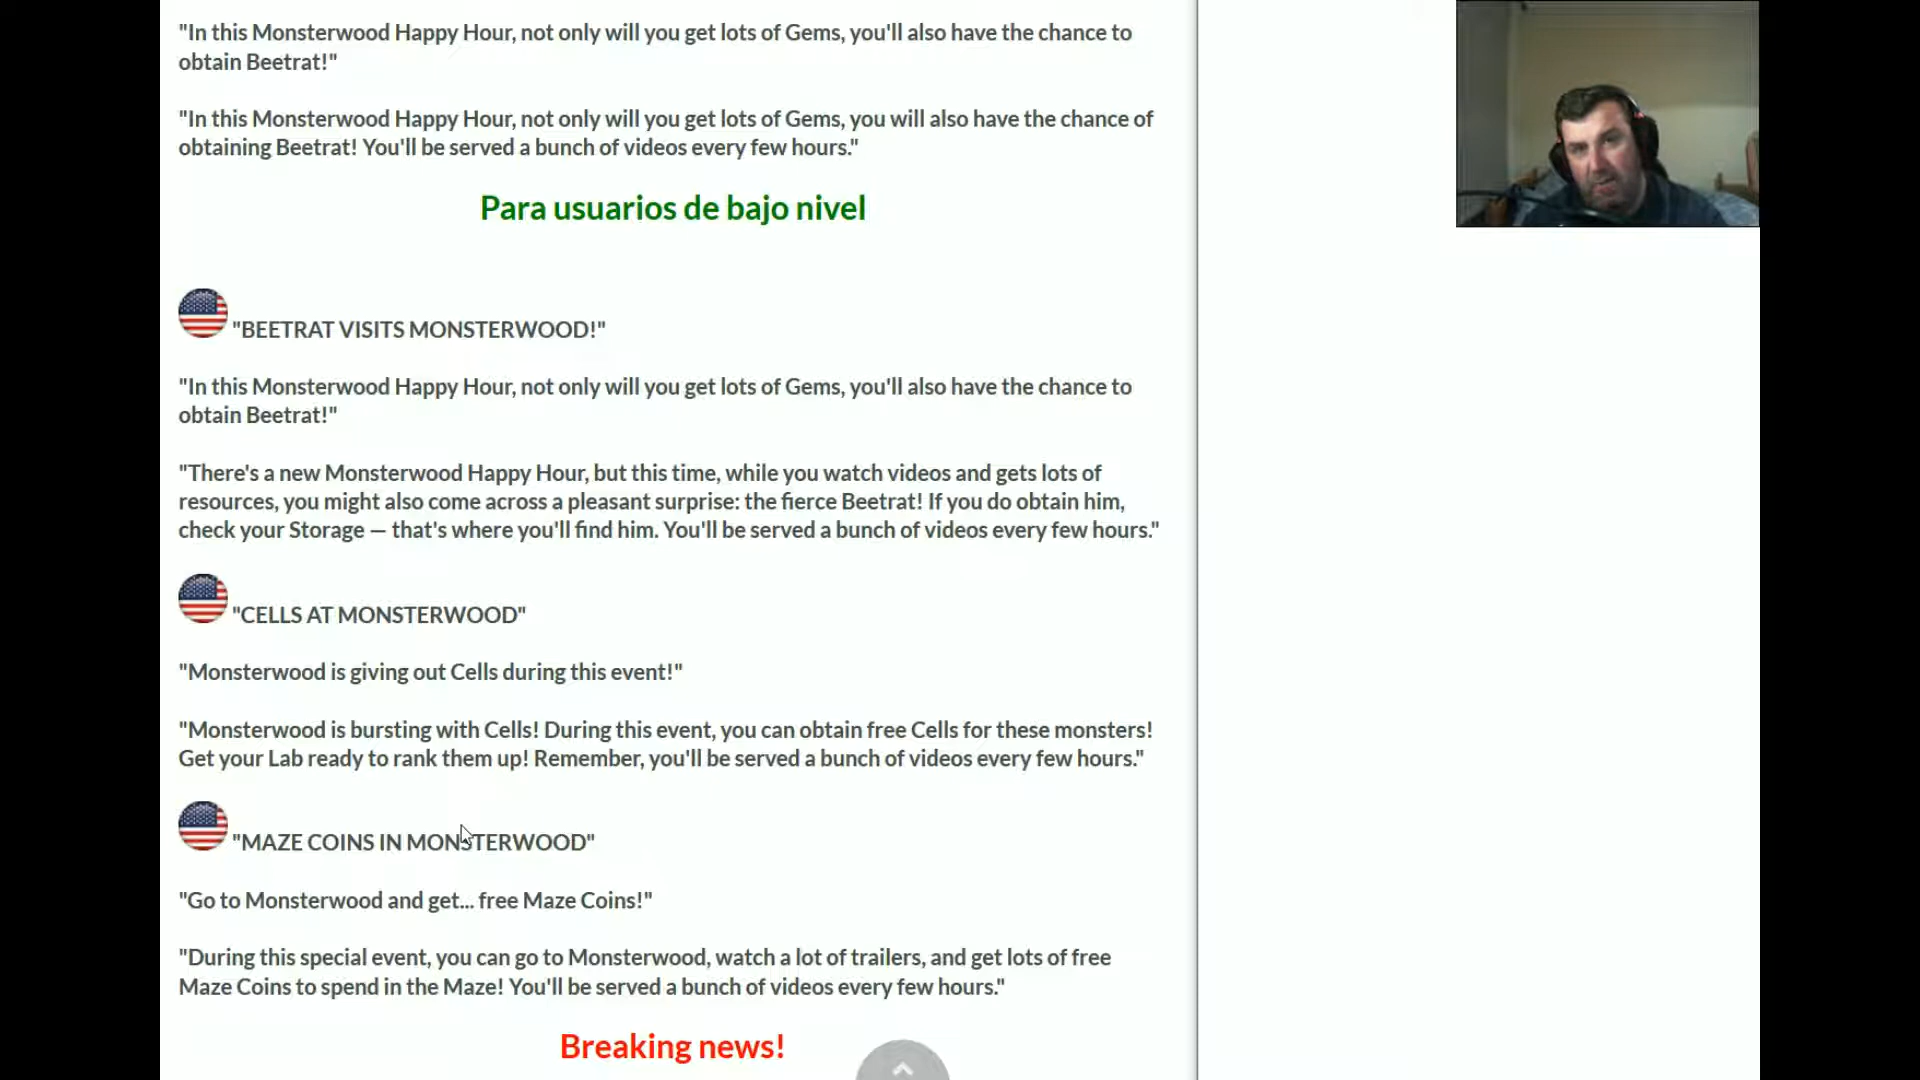 "In this Monsterwood Happy Hour, not only will you get lots of Gems, you'll also have the chance to
obtain Beetrat!"
"In this Monsterwood Happy Hour, not only will you get lots of Gems, you will also have the chance of
obtaining Beetrat! You'll be served a bunch of videos every few hours."
Para usuarios de bajo nivel
"BEETRAT VISITS MONSTERWOOD!"
"In this Monsterwood Happy Hour, not only will you get lots of Gems, you'll also have the chance to
obtain Beetrat!"
"There's a new Monsterwood Happy Hour, but this time, while you watch videos and gets lots of
resources, you might also come across a pleasant surprise: the fierce Beetrat! If you do obtain him,
check your Storage — that's where you'll find him. You'll be served a bunch of videos every few hours."
"CELLS AT MONSTERWOOD"
"Monsterwood is giving out Cells during this event!"
"Monsterwood is bursting with Cells! During this event, you can obtain free Cells for these monsters!
Get your Lab ready to rank them up! Remember, you'll be served a bunch of videos every few hours."
"MAZE COINS IN MONSTERWOOD"
"Go to Monsterwood and get... free Maze Coins!"
"During this special event, you can go to Monsterwood, watch a lot of trailers, and get lots of free
Maze Coins to spend in the Maze! You'll be served a bunch of videos every few hours."
Breaking news!